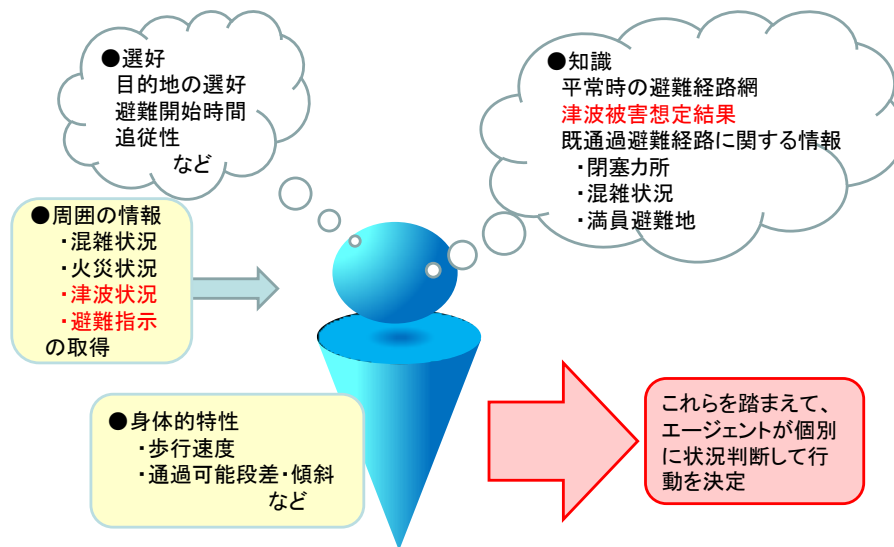 ●選好
目的地の選好
避難開始時間
追従性
など
●知識
平常時の避難経路網
津波被害想定結果
既通過避難経路に関する情報
・閉塞カ所
・混雑状況
・満員避難地
●周囲の情報
・混雑状況
・火災状況
・津波状況
・避難指示
の取得
●身体的特性
・歩行速度
・通過可能段差・傾斜
など
これらを踏まえて、
エージェントが個別
に状況判断して行
動を決定